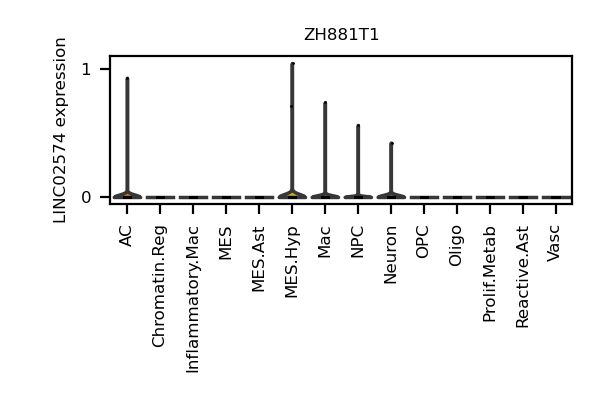 ZH881T1
LINC02574 expression
1
0
AC
Chromatin.Reg
Inflammatory.Mac
MES
MES.Ast
MES.Hyp
Mac
NPC
Neuron
OPC
Oligo
Prolif.Metab
Reactive.Ast
Vasc